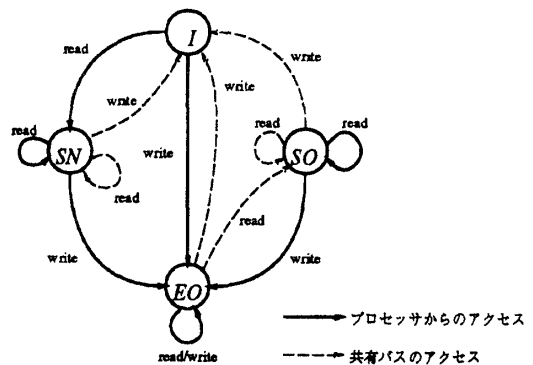 I
read
write
write
write
read
SN
read
write
read
SO
read
read
write
write
EO
read/write
プロセッサからのアクセス
共有バスのアクセス